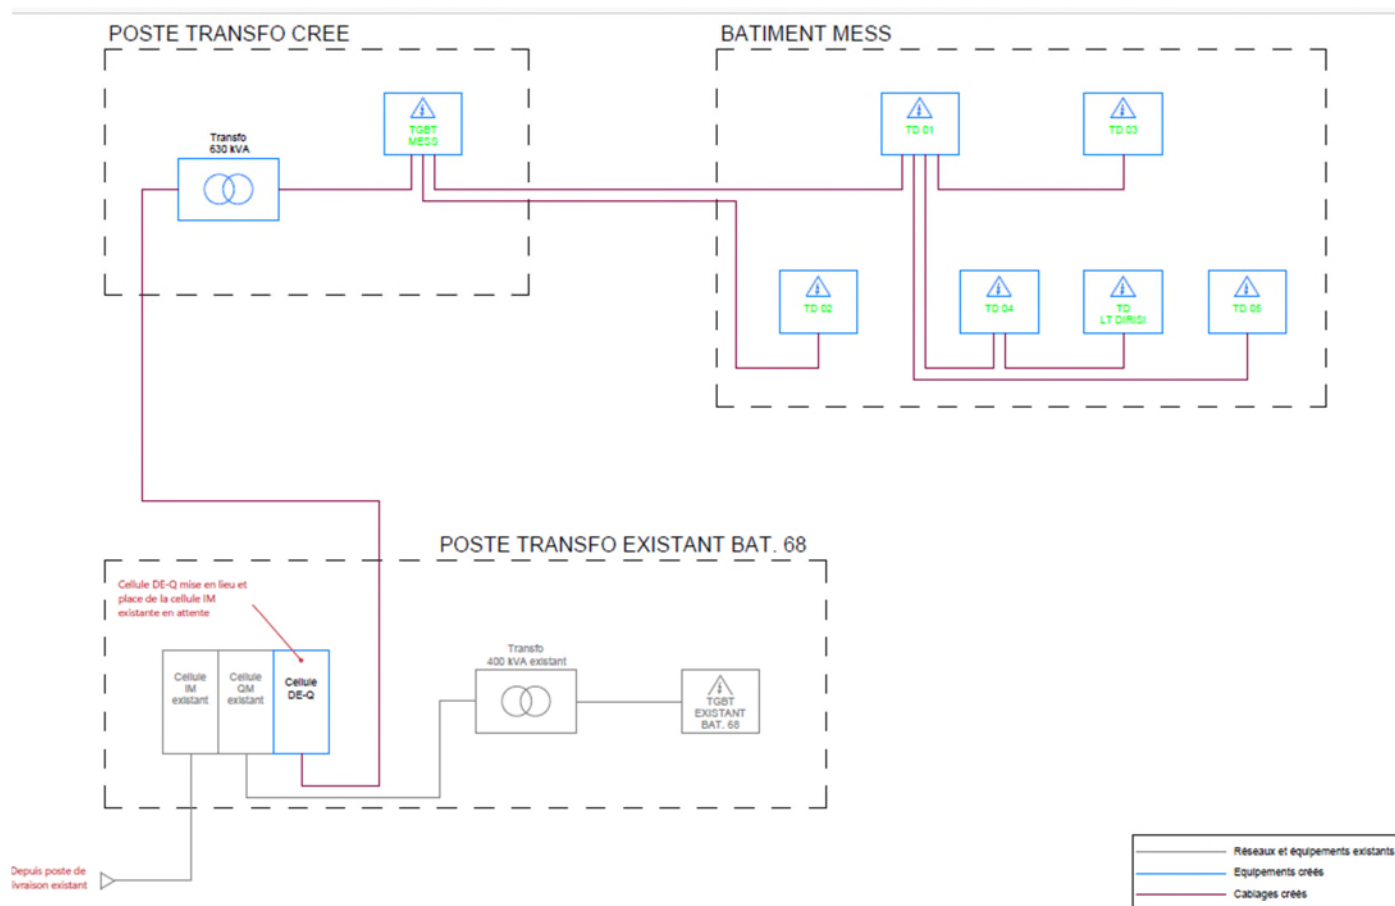 POSTE TRANSFO CREE
BATIMENT MESS
TGBT
MESS
Transfo
630 kVA
TD 01
TD 03
TD 02
TD 04
TD
LT DIRISI
TD 05
POSTE TRANSFO EXISTANT BAT. 68
Cellule DE-Q mise en lieu et
place de la cellule IM
existante en attente
Cellule
IM
existant
Cellule
QM
existant
Cellule
DE-Q
Transfo
400 kVA existant
TGBT
EXISTANT
BAT. 68
Depuis poste de
livraison existant
Réseaux et équipements existants
Equipements créés
Cablages créés